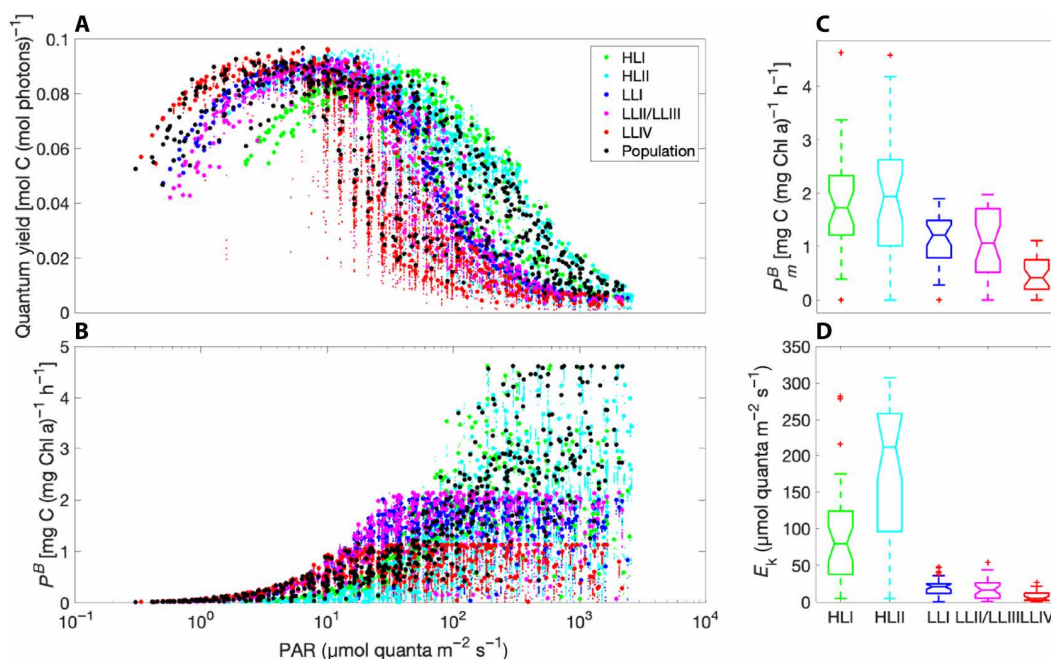 A
Quantum yield [mol C (mol photons)⁻¹
0.1
0.08
0.06
0.04
0.02
0
HLI
HLII
LLI
LLII/LLIII
LLIV
Population
B
Pᴮ [mg C (mg Chl a)⁻¹ h⁻¹]
5
4
3
2
1
0
10⁻¹
10⁰
10¹
10²
10³
10⁴
PAR (μmol quanta m⁻² s⁻¹)
C
Pᴮₘ [mg C (mg Chl a)⁻¹ h⁻¹]
4
3
2
1
0
D
Eₖ (μmol quanta m⁻² s⁻¹)
350
300
250
200
150
100
50
0
HLI HLII LLI LLII/LLIII LLIV